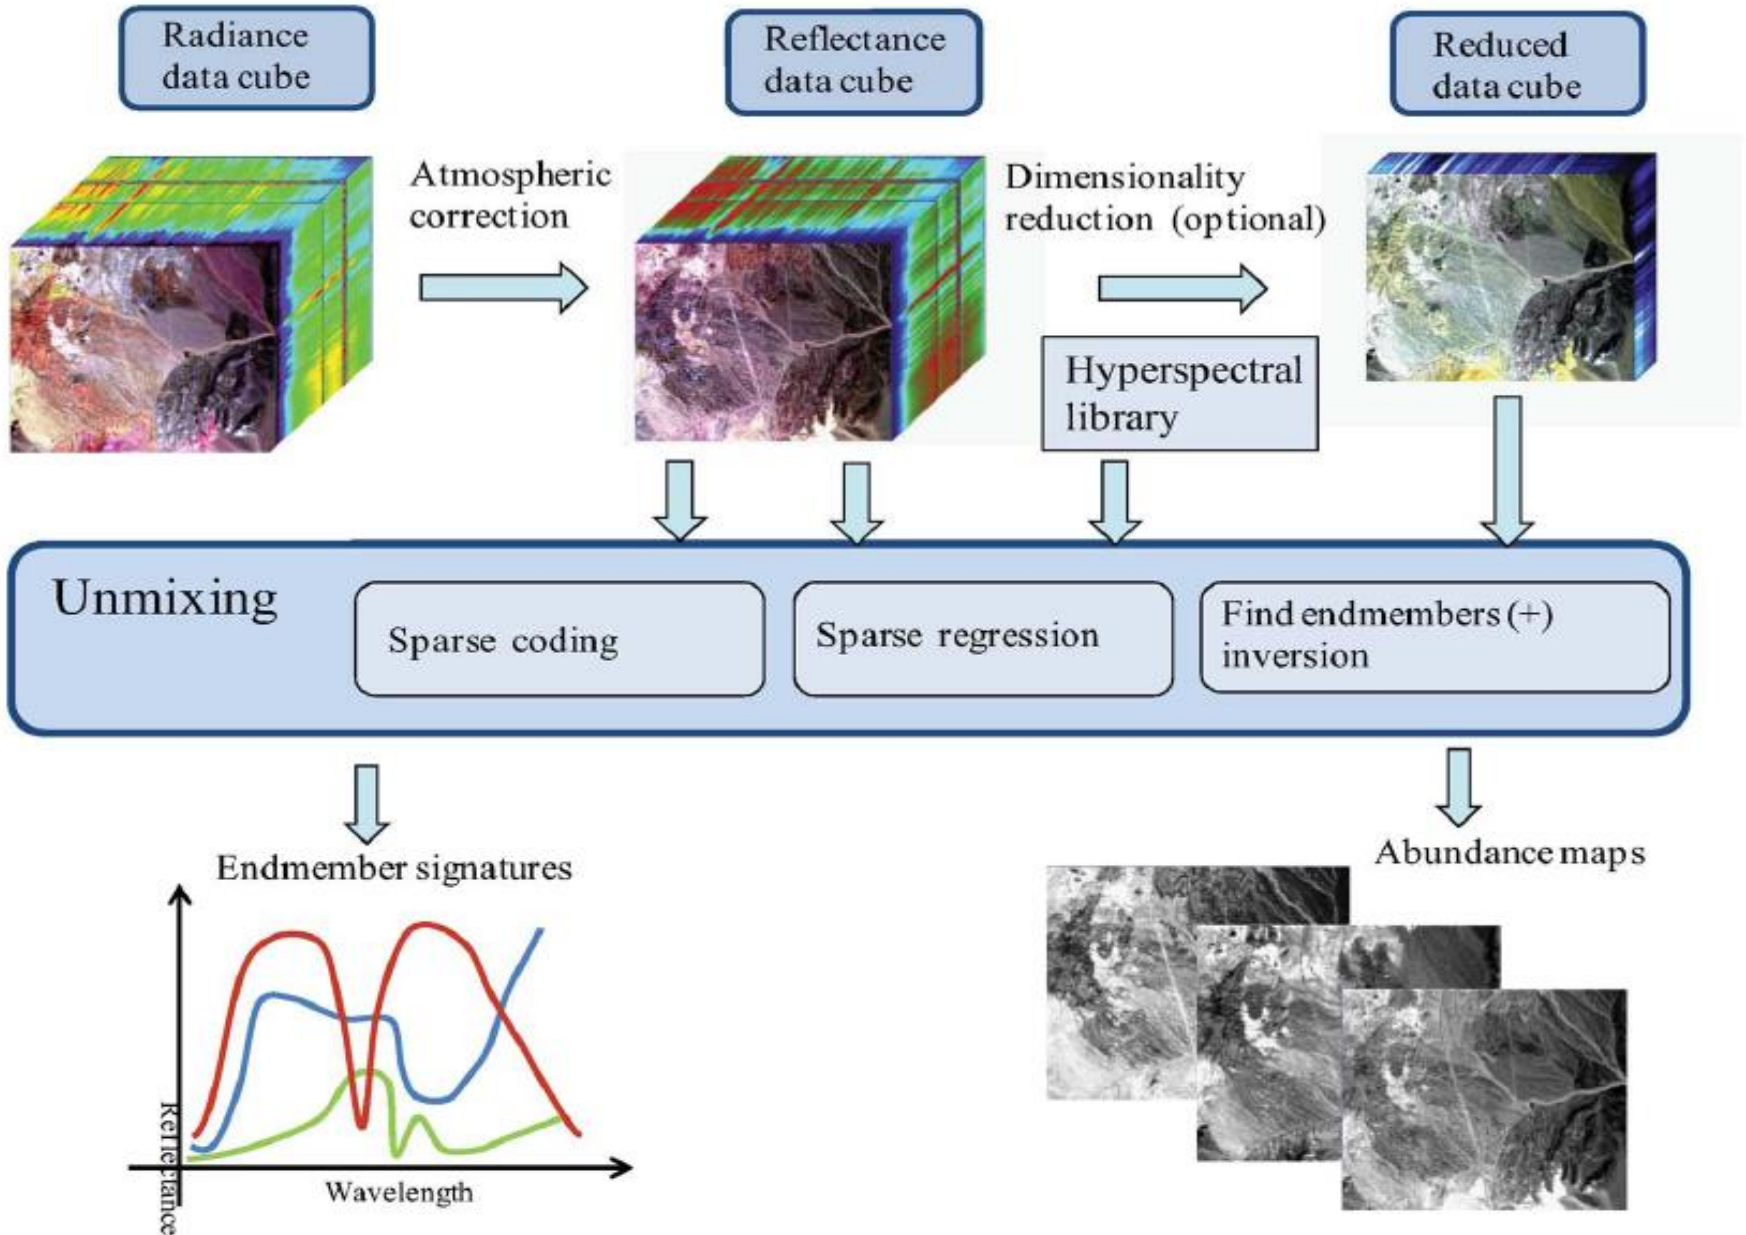 Radiance
data cube
Reflectance
data cube
Reduced
data cube
Atmospheric
correction
Dimensionality
reduction (optional)
Hyperspectral
library
Unmixing
Sparse coding
Sparse regression
Find endmembers (+)
inversion
Endmember signatures
Abundance maps
Reflectance
Wavelength